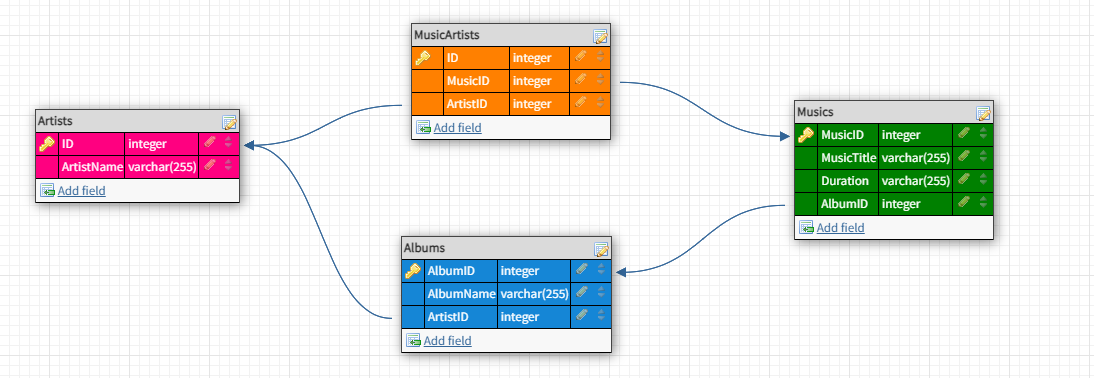 MusicArtists
ID integer
MusicID integer
ArtistID integer
Add field
Artists
ID integer
ArtistName varchar(255)
Add field
Musics
MusicID integer
MusicTitle varchar(255)
Duration varchar(255)
AlbumID integer
Add field
Albums
AlbumID integer
AlbumName varchar(255)
ArtistID integer
Add field